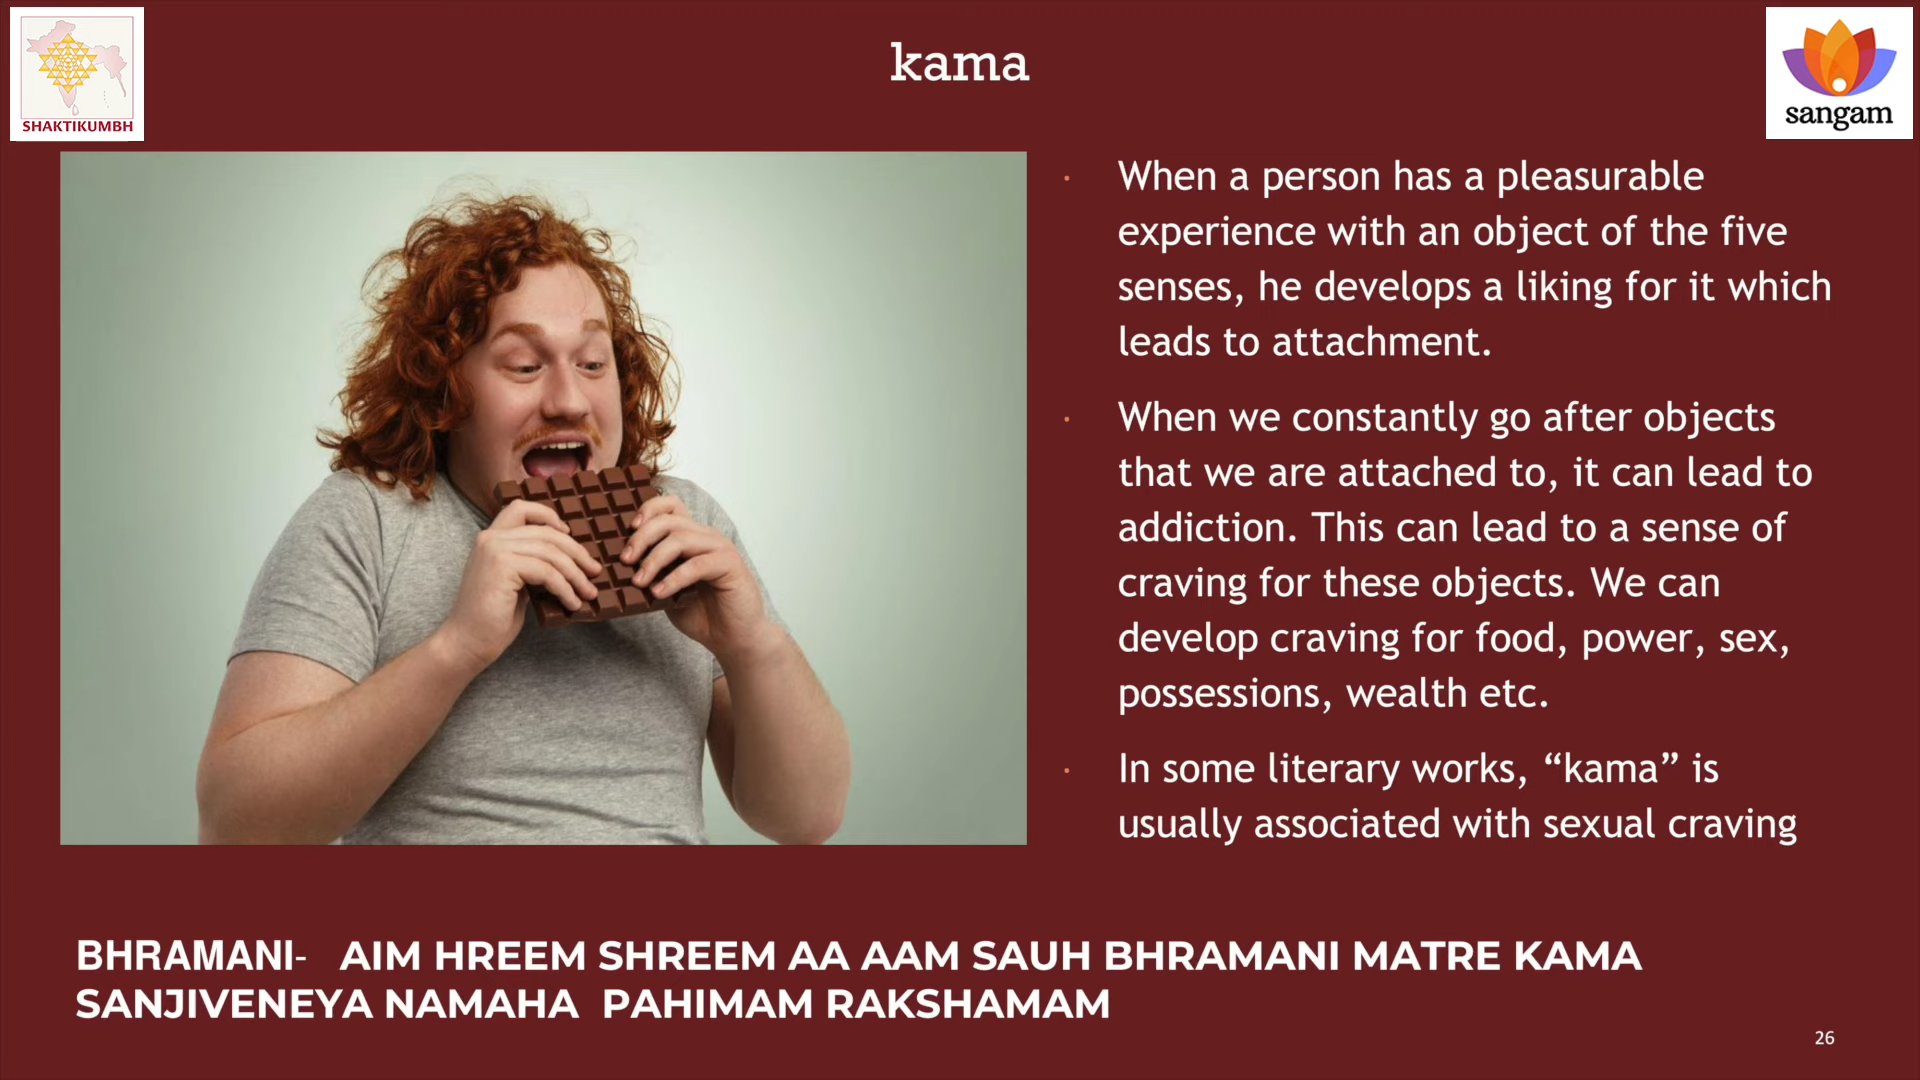 SHAKTIKUMBH
kama
sangam
When a person has a pleasurable
experience with an object of the five
senses, he develops a liking for it which
leads to attachment.
When we constantly go after objects
that we are attached to, it can lead to
addiction. This can lead to a sense of
craving for these objects. We can
develop craving for food, power, sex,
possessions, wealth etc.
In some literary works, “kama” is
usually associated with sexual craving
BHRAMANI-   AIM HREEM SHREEM AA AAM SAUH BHRAMANI MATRE KAMA
SANJIVENEYA NAMAHA  PAHIMAM RAKSHAMAM
26